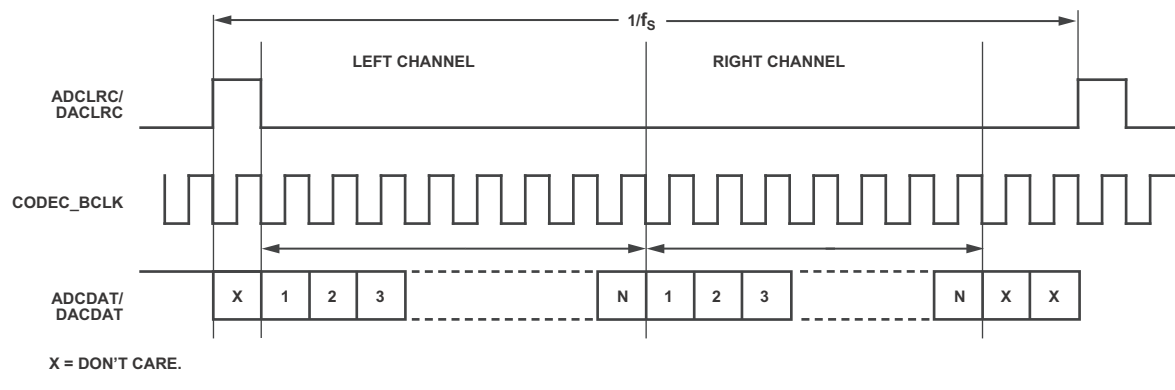 1/fS
LEFT CHANNEL RIGHT CHANNEL
ADCLRC/
DACLRC
CODEC_BCLK
ADCDAT/
DACDAT
X 1 2 3 N 1 2 3 N X X
X = DON'T CARE.